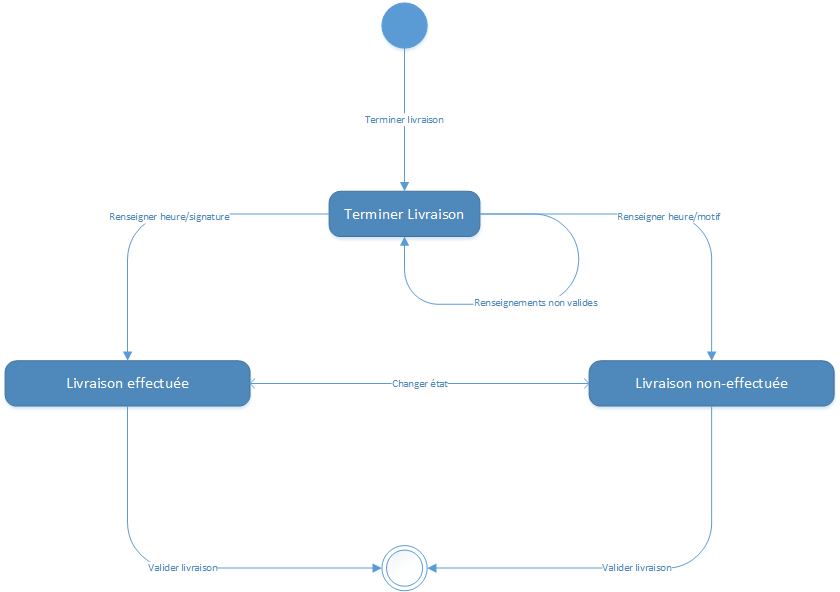 Terminer livraison
Renseigner heure/signature
Terminer Livraison
Renseigner heure/motif
Renseignements non valides
Livraison effectuée
Changer état
Livraison non-effectuée
Valider livraison
Valider livraison